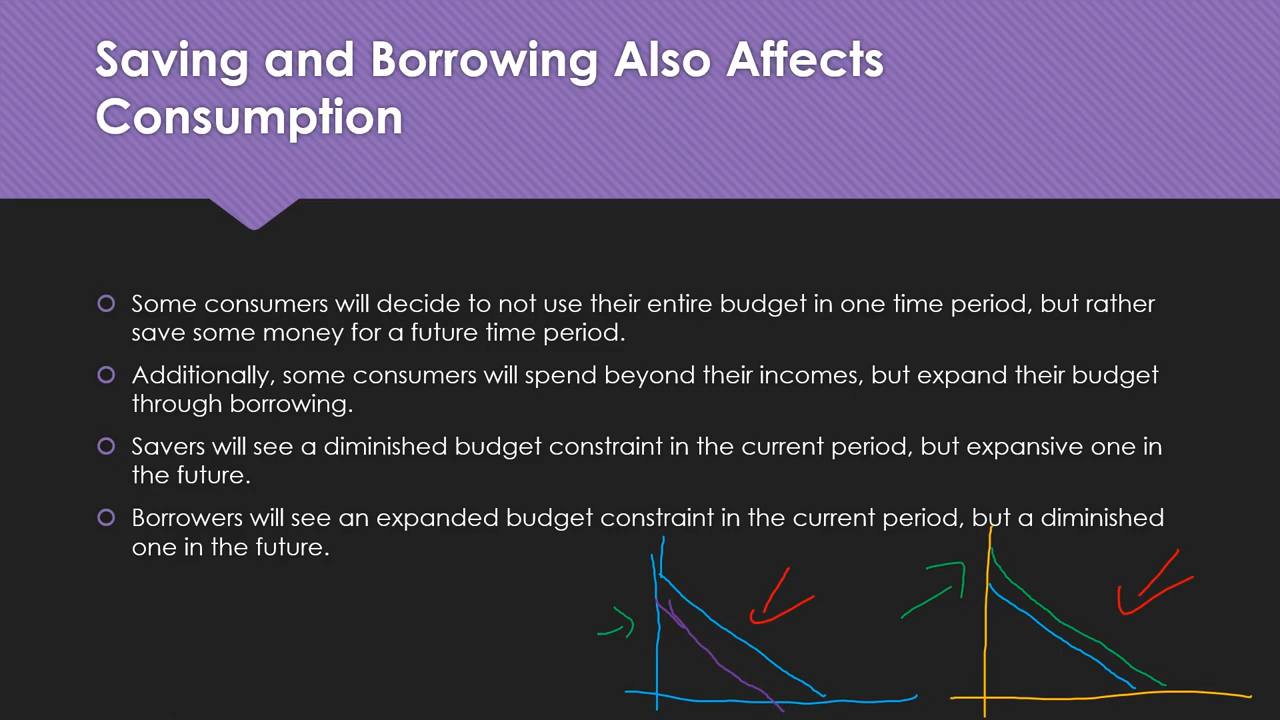 Saving and Borrowing Also Affects
Consumption
Some consumers will decide to not use their entire budget in one time period, but rather
save some money for a future time period.
Additionally, some consumers will spend beyond their incomes, but expand their budget
through borrowing.
Savers will see a diminished budget constraint in the current period, but expansive one in
the future.
Borrowers will see an expanded budget constraint in the current period, but a diminished
one in the future.